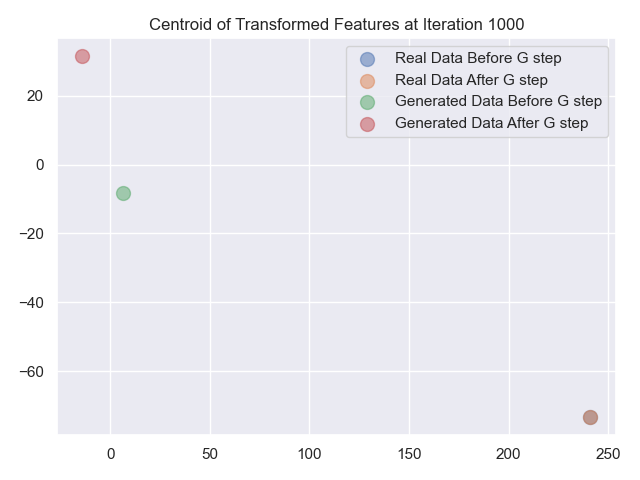 Centroid of Transformed Features at Iteration 1000
Real Data Before G step
Real Data After G step
Generated Data Before G step
Generated Data After G step
20
0
−20
−40
−60
0 50 100 150 200 250